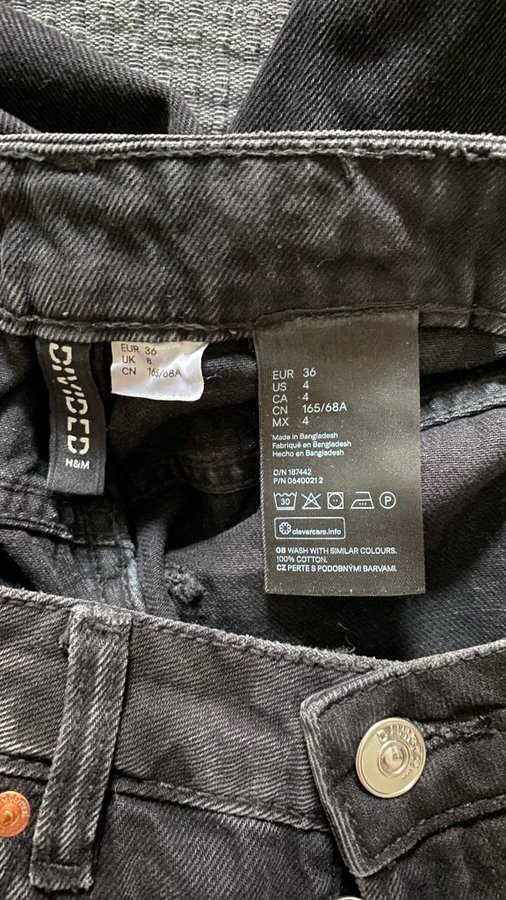 DIVIDED
H&M
EUR 36
UK 8
CN 165/68A
EUR 36
US 4
CA 4
CN 165/68A
MX 4
Made in Bangladesh
Fabriqué en Bangladesh
Hecho en Bangladesh
O/N 187442
P/N 0640021 2
30
P
clevercare.info
GB WASH WITH SIMILAR COLOURS.
100% COTTON.
CZ PERTE S PODOBNÝMI BARVAMI.
DIVIDED